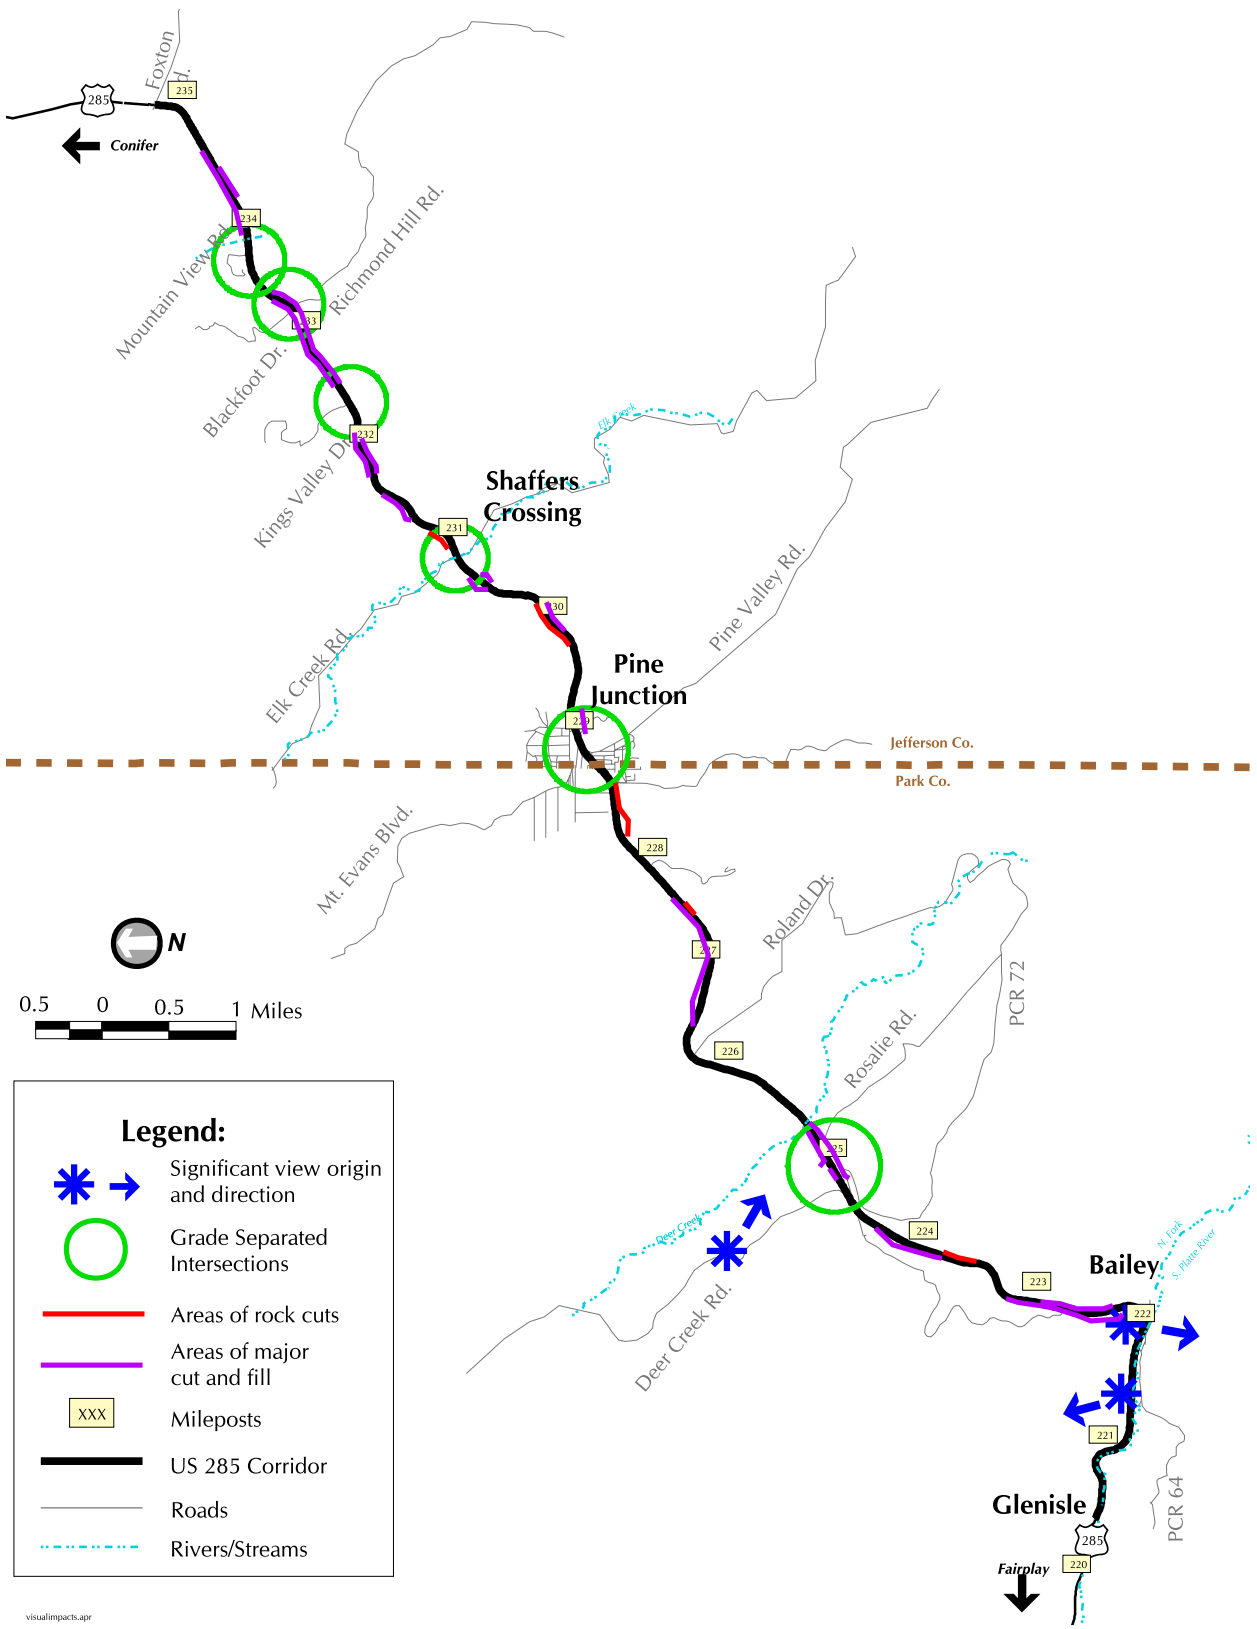 Foxton
Rd.
235
285
Conifer
234
Mountain View Rd.
Richmond Hill Rd.
233
Blackfoot Dr.
232
Kings Valley Dr.
Elk Creek
Shaffers
Crossing
231
230
Elk Creek Rd.
Pine Valley Rd.
Pine
Junction
229
Jefferson Co.
Park Co.
Mt. Evans Blvd.
228
Roland Dr.
227
N
PCR 72
0.5 0 0.5 1 Miles
226
Rosalie Rd.
225
Deer Creek
224
Deer Creek Rd.
N. Fork
S. Platte River
Bailey
223
222
221
PCR 64
Glenisle
285
220
Fairplay
Legend:
Significant view origin
and direction
Grade Separated
Intersections
Areas of rock cuts
Areas of major
cut and fill
XXX
Mileposts
US 285 Corridor
Roads
Rivers/Streams
visualimpacts.apr